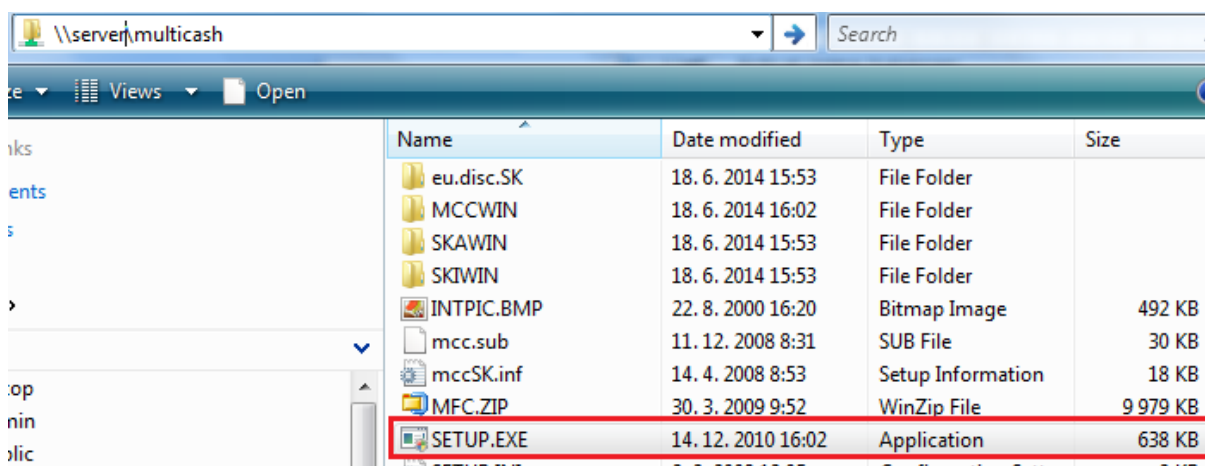 \\server\multicash Search
Views Open
Name Date modified Type Size
eu.disc.SK 18. 6. 2014 15:53 File Folder
ents MCCWIN 18. 6. 2014 16:02 File Folder
s SKAWIN 18. 6. 2014 15:53 File Folder
SKIWIN 18. 6. 2014 15:53 File Folder
INTPIC.BMP 22. 8. 2000 16:20 Bitmap Image 492 KB
mcc.sub 11. 12. 2008 8:31 SUB File 30 KB
mccSK.inf 14. 4. 2008 8:53 Setup Information 18 KB
top MFC.ZIP 30. 3. 2009 9:52 WinZip File 9 979 KB
min SETUP.EXE 14. 12. 2010 16:02 Application 638 KB